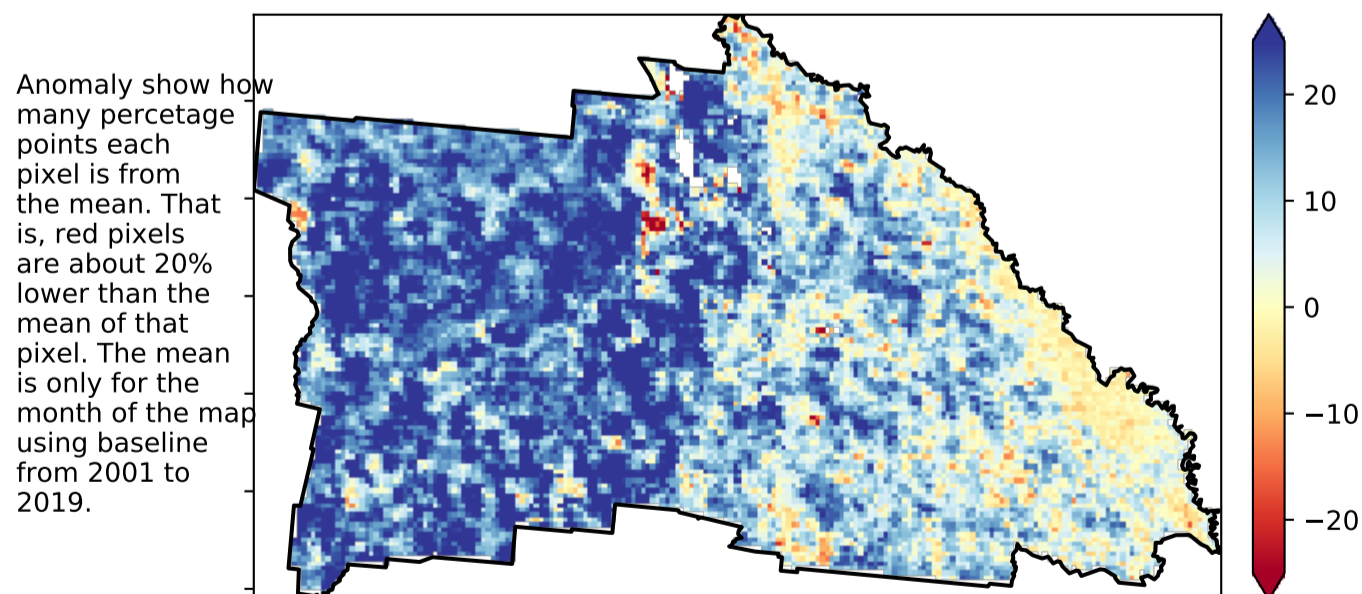 Anomaly show how
many percetage
points each
pixel is from
the mean. That
is, red pixels
are about 20%
lower than the
mean of that
pixel. The mean
is only for the
month of the map
using baseline
from 2001 to
2019.
20
10
0
−10
−20